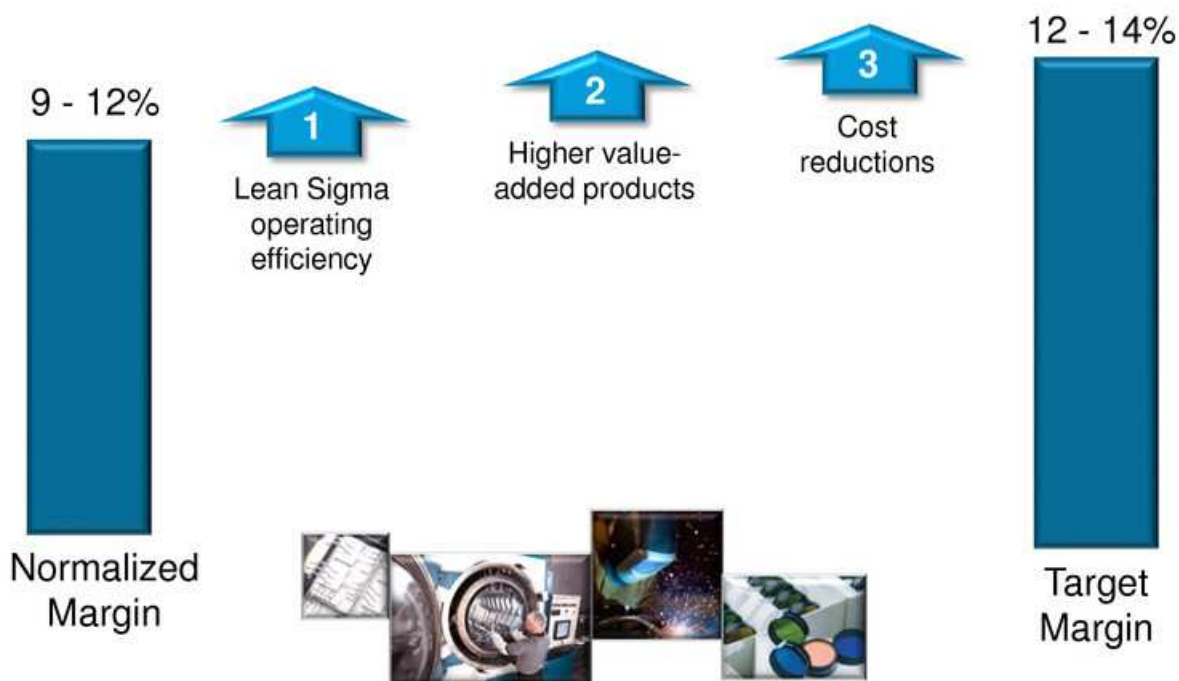 9 - 12%
1
Lean Sigma
operating
efficiency
2
Higher value-
added products
3
Cost
reductions
12 - 14%
Normalized
Margin
Target
Margin